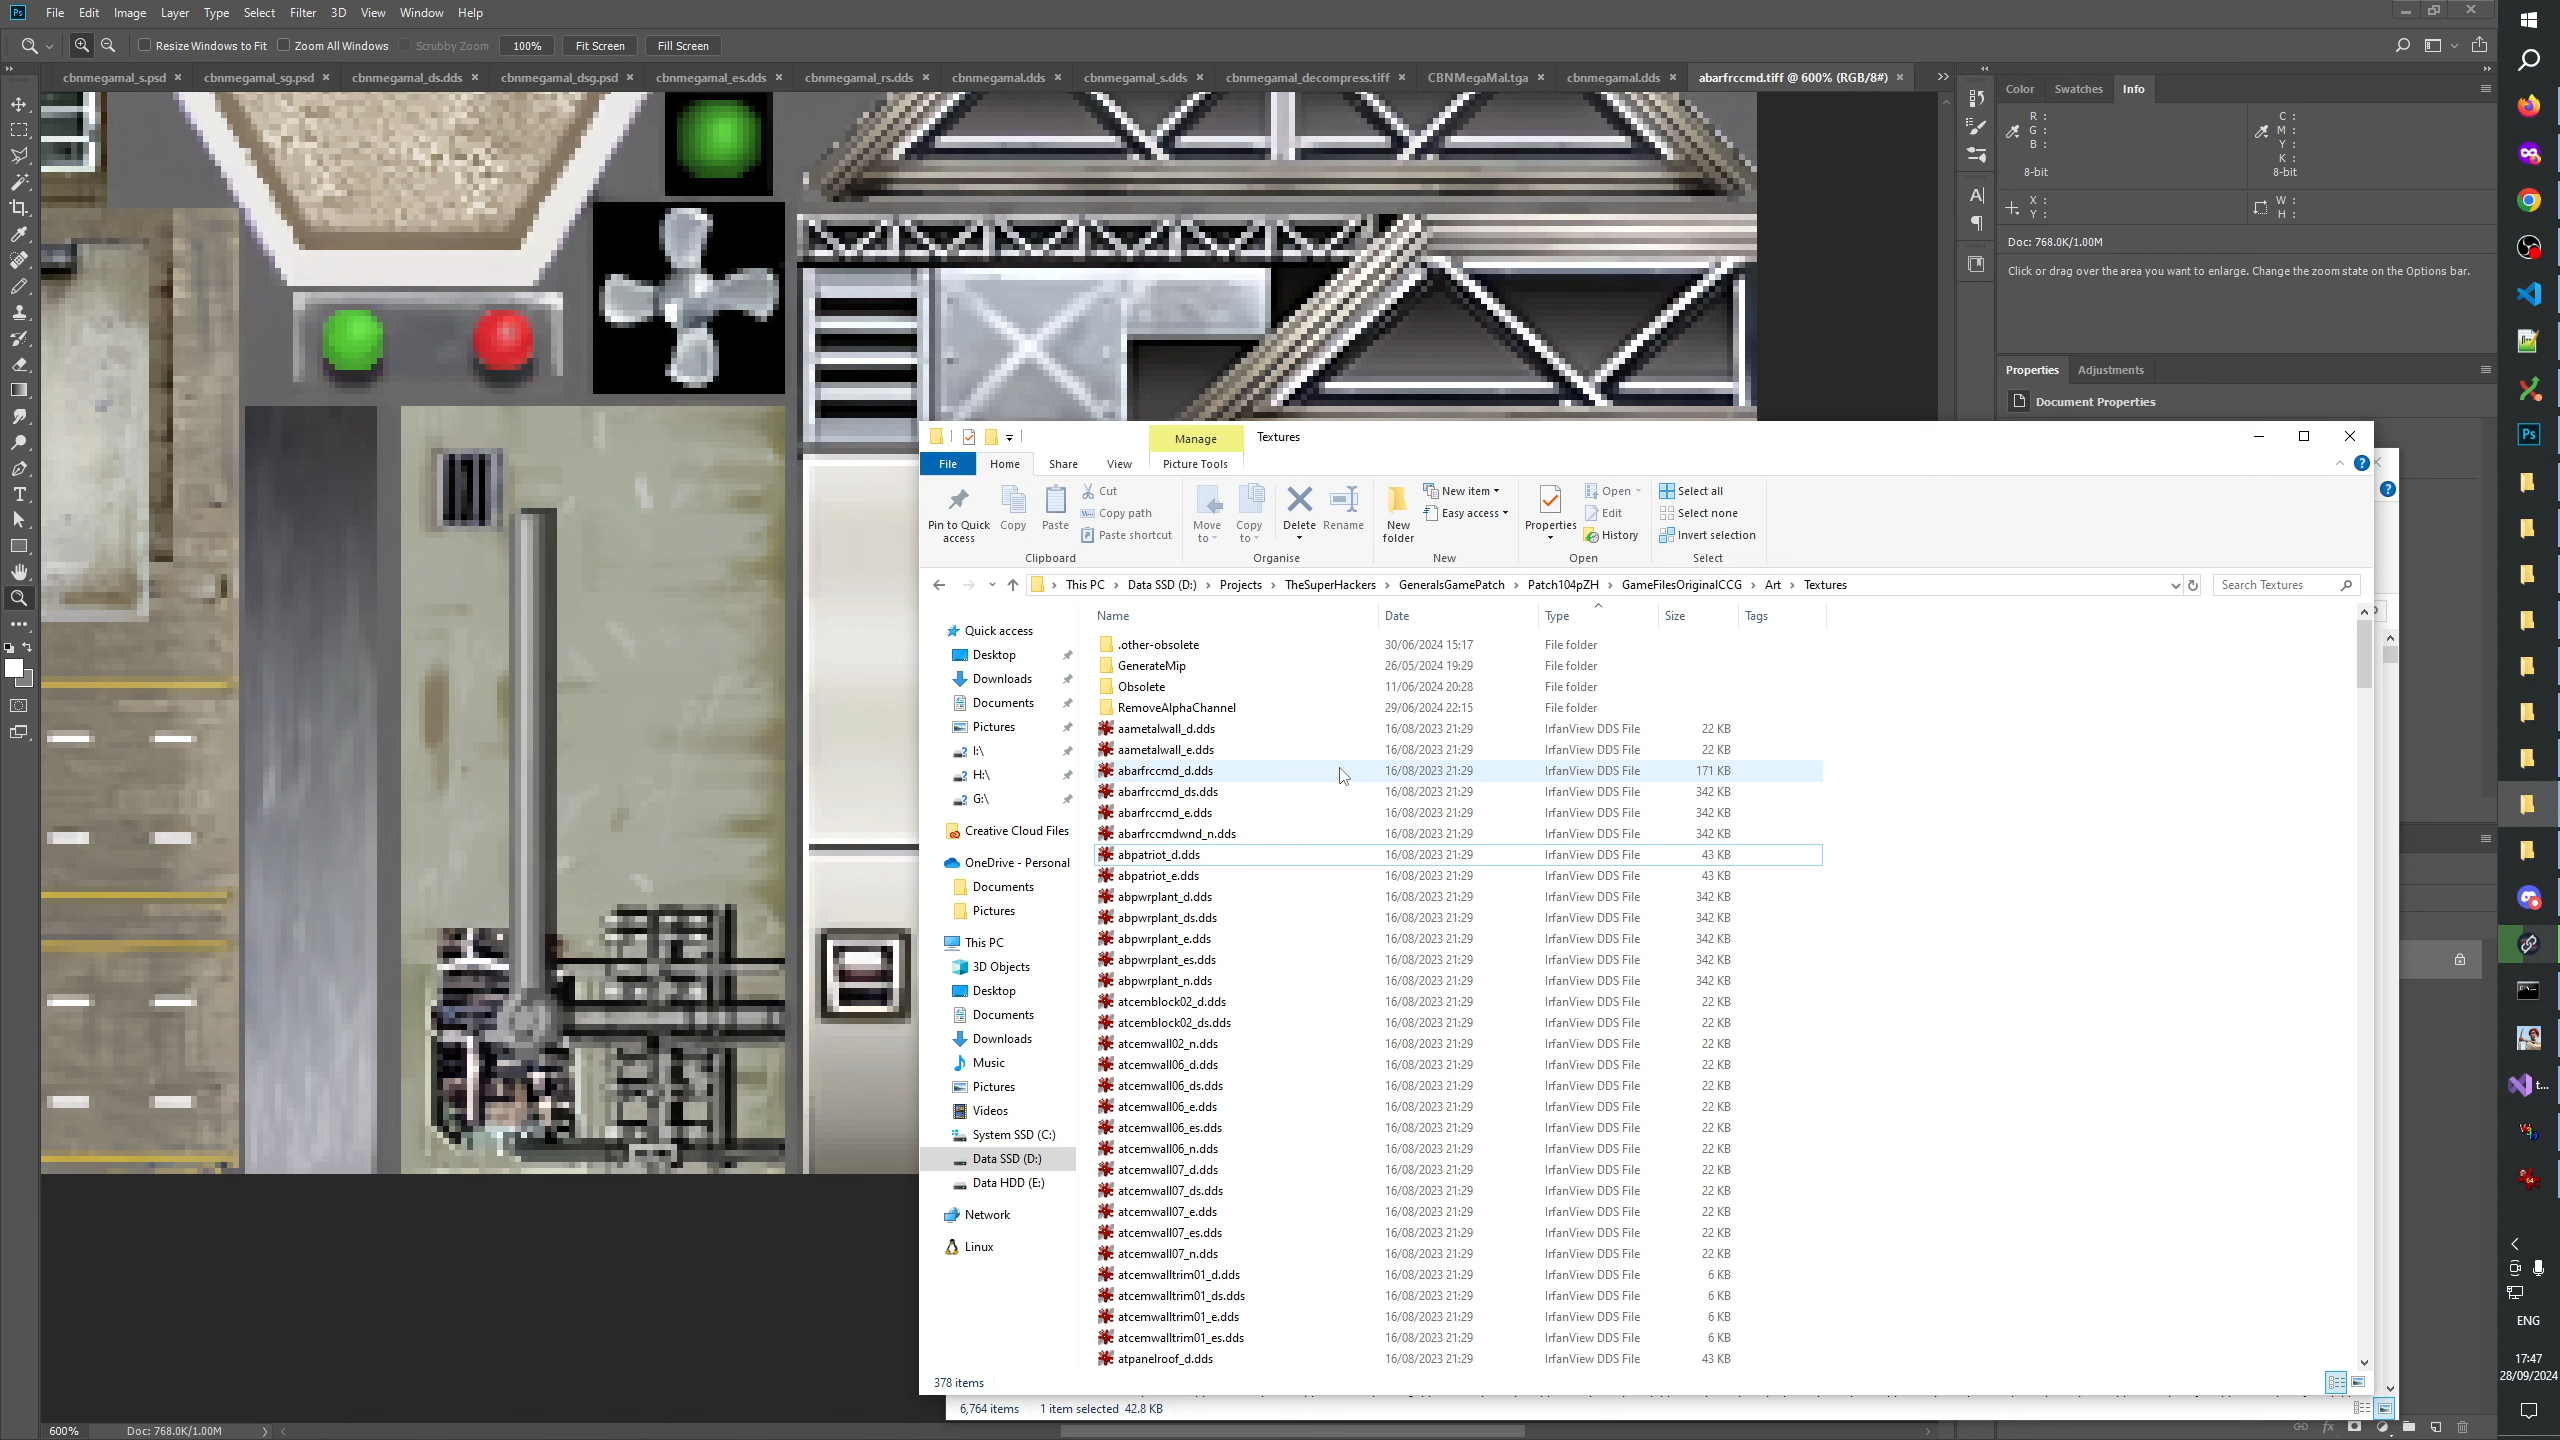 Ps File Edit Image Layer Type Select Filter 3D View Window Help
Resize Windows to Fit Zoom All Windows Scrubby Zoom 100% Fit Screen Fill Screen
cbnmegamal_s.psd × cbnmegamal_sg.psd × cbnmegamal_ds.dds × cbnmegamal_dsg.psd × cbnmegamal_es.dds × cbnmegamal_rs.dds × cbnmegamal.dds × cbnmegamal_s.dds × cbnmegamal_decompress.tiff × CBNMegaMal.tga × cbnmegamal.dds × abarfrccmd.tiff @ 600% (RGB/8#) ×
Color Swatches Info
R :
G :
B :
8-bit
C :
M :
Y :
K :
8-bit
X :
Y :
W :
H :
Doc: 768.0K/1.00M
Click or drag over the area you want to enlarge. Change the zoom state on the Options bar.
Properties Adjustments
Document Properties
Manage Textures
File Home Share View Picture Tools
Pin to Quick access
Copy
Paste
Cut
Copy path
Paste shortcut
Clipboard
Move to
Copy to
Delete
Rename
Organise
New folder
New item
Easy access
New
Properties
Open
Edit
History
Open
Select all
Select none
Invert selection
Select
This PC > Data SSD (D:) > Projects > TheSuperHackers > GeneralsGamePatch > Patch104pZH > GameFilesOriginalCCG > Art > Textures
Search Textures
Quick access
Desktop
Downloads
Documents
Pictures
I:\
H:\
G:\
Creative Cloud Files
OneDrive - Personal
Documents
Pictures
This PC
3D Objects
Desktop
Documents
Downloads
Music
Pictures
Videos
System SSD (C:)
Data SSD (D:)
Data HDD (E:)
Network
Linux
Name Date Type Size Tags
.other-obsolete 30/06/2024 15:17 File folder
GenerateMip 26/05/2024 19:29 File folder
Obsolete 11/06/2024 20:28 File folder
RemoveAlphaChannel 29/06/2024 22:15 File folder
aametalwall_d.dds 16/08/2023 21:29 IrfanView DDS File 22 KB
aametalwall_e.dds 16/08/2023 21:29 IrfanView DDS File 22 KB
abarfrccmd_d.dds 16/08/2023 21:29 IrfanView DDS File 171 KB
abarfrccmd_ds.dds 16/08/2023 21:29 IrfanView DDS File 342 KB
abarfrccmd_e.dds 16/08/2023 21:29 IrfanView DDS File 342 KB
abarfrccmdwnd_n.dds 16/08/2023 21:29 IrfanView DDS File 342 KB
abpatriot_d.dds 16/08/2023 21:29 IrfanView DDS File 43 KB
abpatriot_e.dds 16/08/2023 21:29 IrfanView DDS File 43 KB
abpwrplant_d.dds 16/08/2023 21:29 IrfanView DDS File 342 KB
abpwrplant_ds.dds 16/08/2023 21:29 IrfanView DDS File 342 KB
abpwrplant_e.dds 16/08/2023 21:29 IrfanView DDS File 342 KB
abpwrplant_es.dds 16/08/2023 21:29 IrfanView DDS File 342 KB
abpwrplant_n.dds 16/08/2023 21:29 IrfanView DDS File 342 KB
atcemblock02_d.dds 16/08/2023 21:29 IrfanView DDS File 22 KB
atcemblock02_ds.dds 16/08/2023 21:29 IrfanView DDS File 22 KB
atcemwall02_n.dds 16/08/2023 21:29 IrfanView DDS File 22 KB
atcemwall06_d.dds 16/08/2023 21:29 IrfanView DDS File 22 KB
atcemwall06_ds.dds 16/08/2023 21:29 IrfanView DDS File 22 KB
atcemwall06_e.dds 16/08/2023 21:29 IrfanView DDS File 22 KB
atcemwall06_es.dds 16/08/2023 21:29 IrfanView DDS File 22 KB
atcemwall06_n.dds 16/08/2023 21:29 IrfanView DDS File 22 KB
atcemwall07_d.dds 16/08/2023 21:29 IrfanView DDS File 22 KB
atcemwall07_ds.dds 16/08/2023 21:29 IrfanView DDS File 22 KB
atcemwall07_e.dds 16/08/2023 21:29 IrfanView DDS File 22 KB
atcemwall07_es.dds 16/08/2023 21:29 IrfanView DDS File 22 KB
atcemwall07_n.dds 16/08/2023 21:29 IrfanView DDS File 22 KB
atcemwalltrim01_d.dds 16/08/2023 21:29 IrfanView DDS File 6 KB
atcemwalltrim01_ds.dds 16/08/2023 21:29 IrfanView DDS File 6 KB
atcemwalltrim01_e.dds 16/08/2023 21:29 IrfanView DDS File 6 KB
atcemwalltrim01_es.dds 16/08/2023 21:29 IrfanView DDS File 6 KB
atpanelroof_d.dds 16/08/2023 21:29 IrfanView DDS File 43 KB
378 items
6,764 items 1 item selected 42.8 KB
600% Doc: 768.0K/1.00M
Ps
t...
64
ENG
17:47
28/09/2024